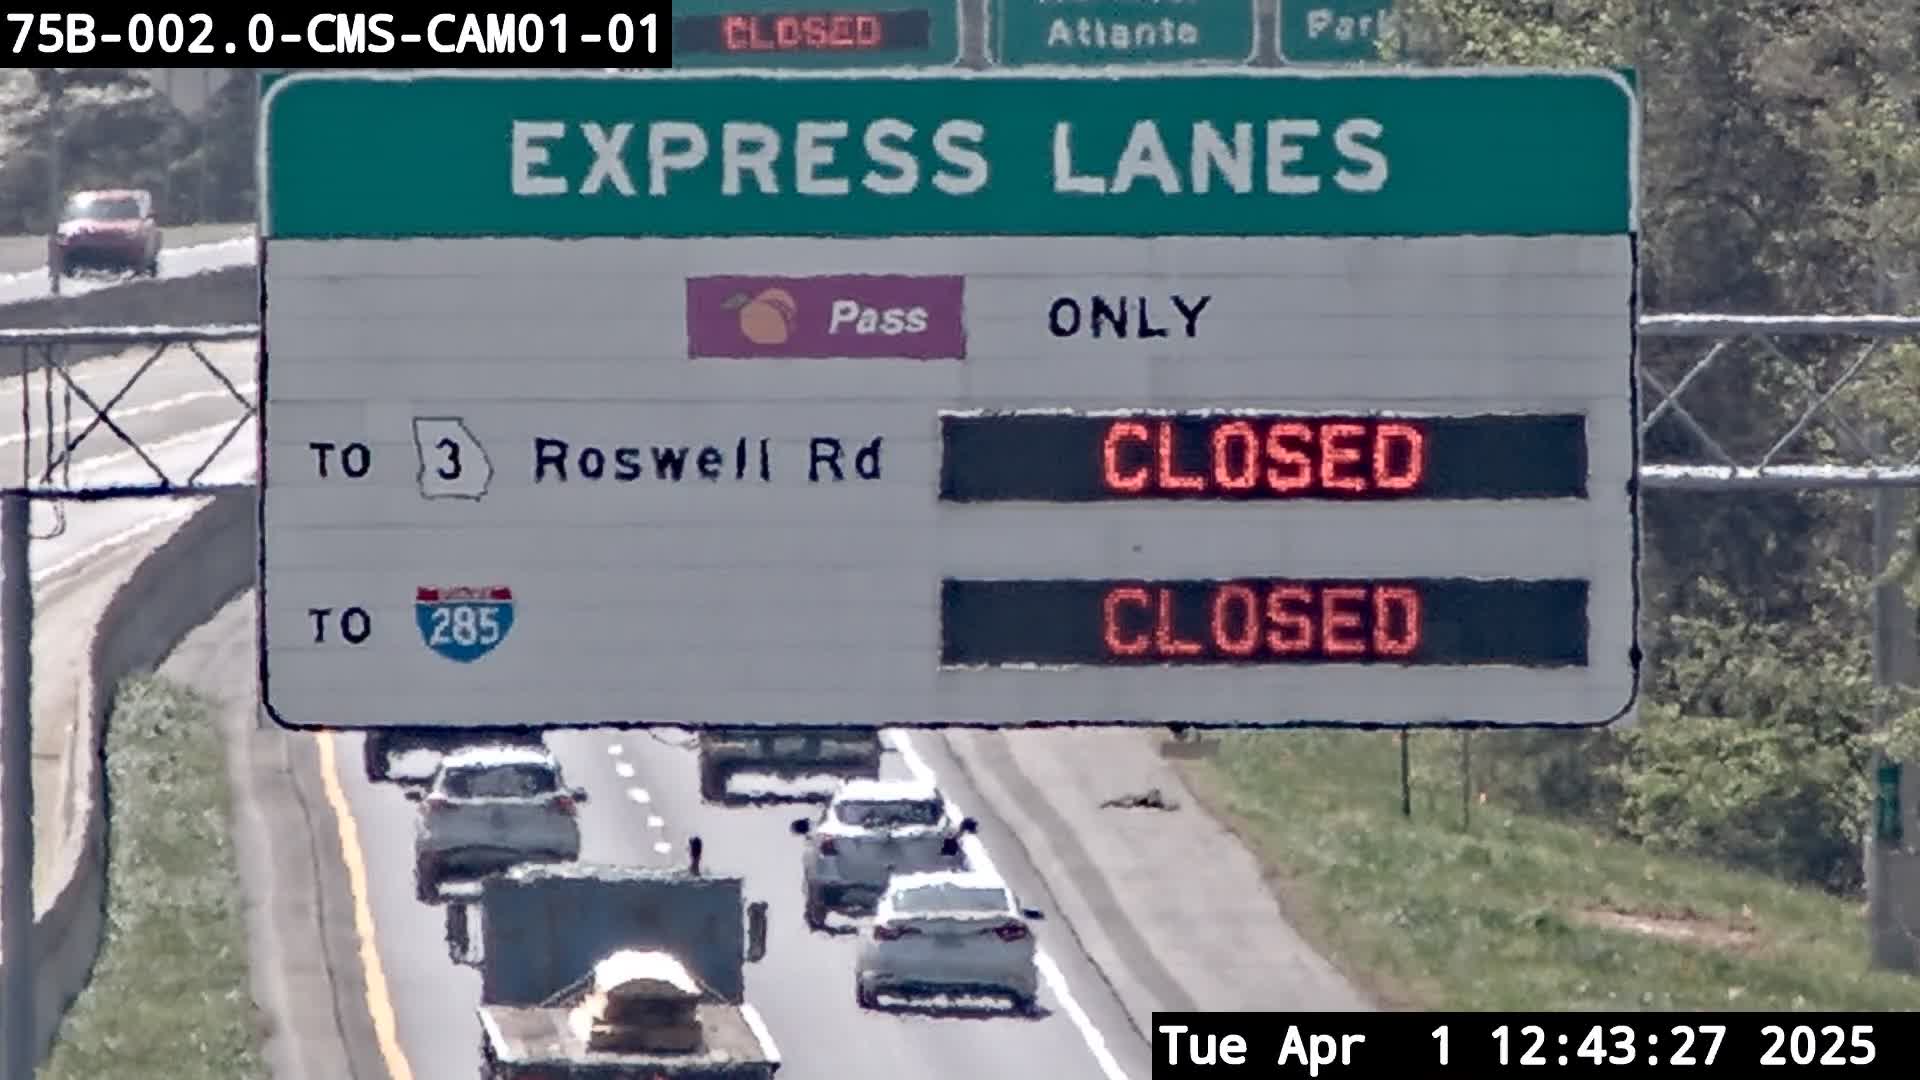 75B-002.0-CMS-CAM01-01
CLOSED
Atlanta
EXPRESS LANES
Pass ONLY
TO 3 Roswell Rd CLOSED
TO 285 CLOSED
Tue Apr 1 12:43:27 2025